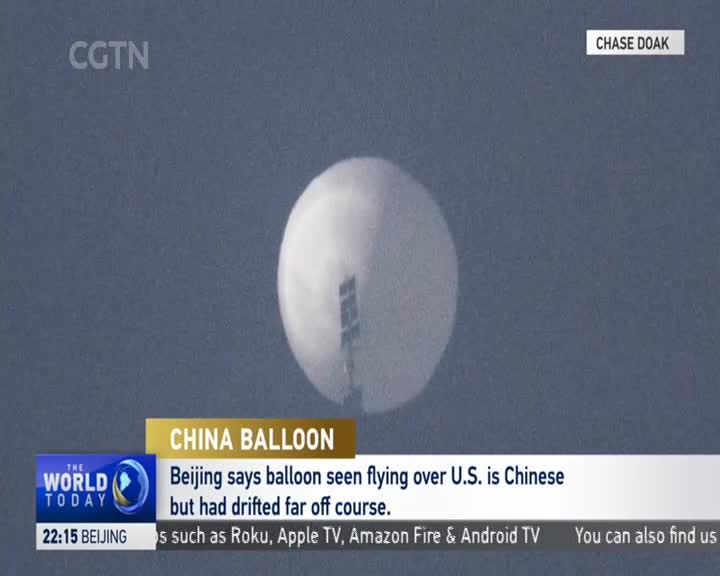 CGTN
CHASE DOAK
CHINA BALLOON
Beijing says balloon seen flying over U.S. is Chinese
but had drifted far off course.
THE
WORLD
TODAY
22:15 BEIJING
such as Roku, Apple TV, Amazon Fire & Android TV You can also find us